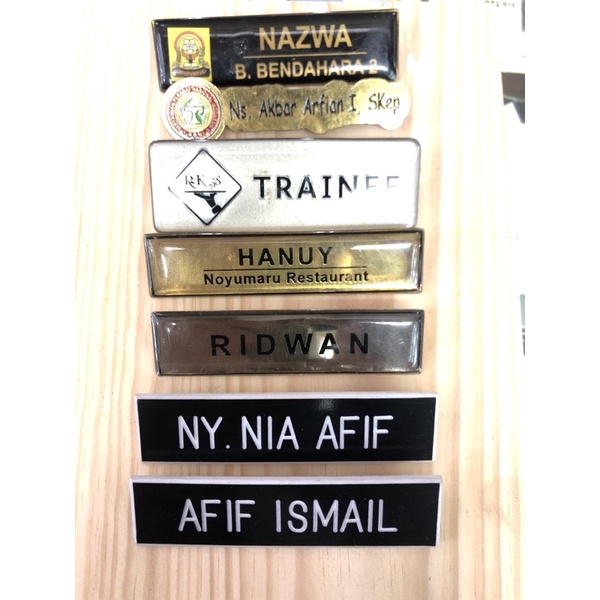 NAZWA
B. BENDAHARA 2
Ns, Akbar Arfian I, SKep
TRAINEE
HANUY
Noyumaru Restaurant
RIDWAN
NY. NIA AFIF
AFIF ISMAIL